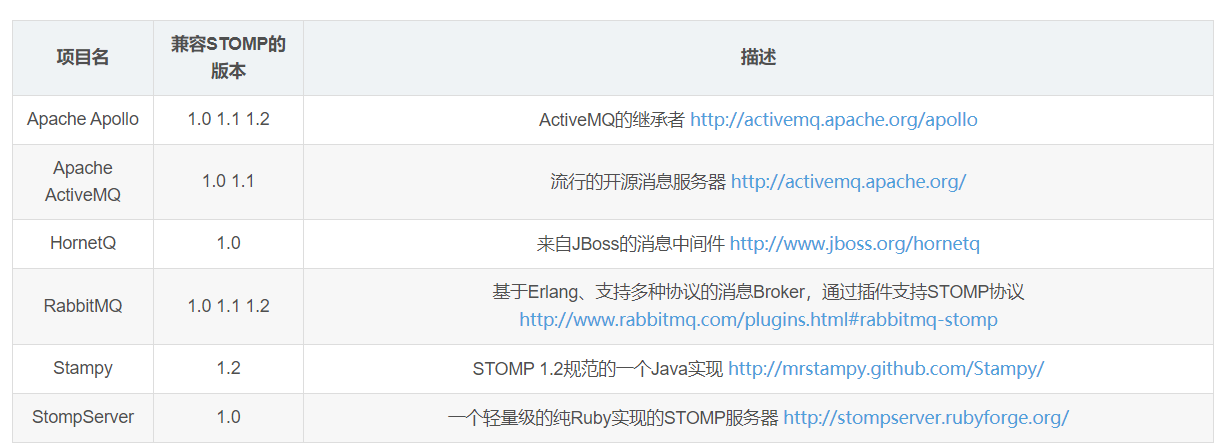 项目名 兼容STOMP的 描述
版本
Apache Apollo 1.0 1.1 1.2 ActiveMQ的继承者 http://activemq.apache.org/apollo
Apache
ActiveMQ 1.0 1.1 流行的开源消息服务器 http://activemq.apache.org/
HornetQ 1.0 来自JBoss的消息中间件 http://www.jboss.org/hornetq
RabbitMQ 1.0 1.1 1.2 基于Erlang、支持多种协议的消息Broker，通过插件支持STOMP协议
http://www.rabbitmq.com/plugins.html#rabbitmq-stomp
Stampy 1.2 STOMP 1.2规范的一个Java实现 http://mrstampy.github.com/Stampy/
StompServer 1.0 一个轻量级的纯Ruby实现的STOMP服务器 http://stompserver.rubyforge.org/